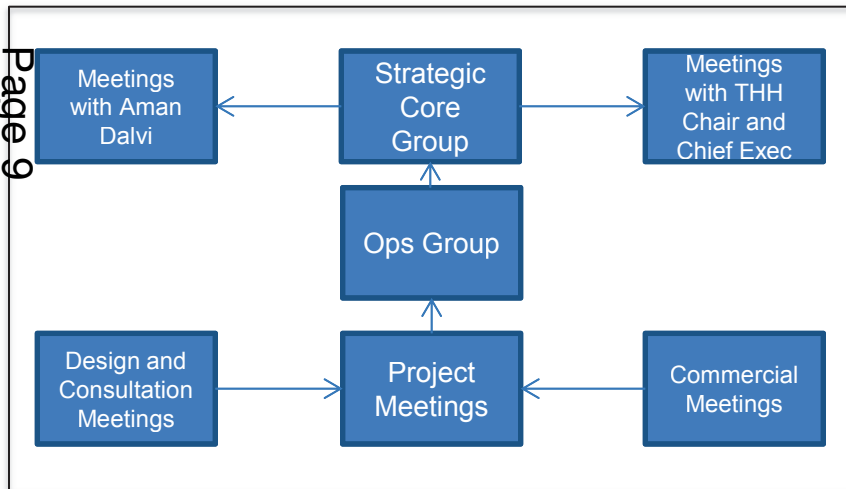 Page 9
Meetings
with Aman
Dalvi
Strategic
Core
Group
Meetings
with THH
Chair and
Chief Exec
Ops Group
Design and
Consultation
Meetings
Project
Meetings
Commercial
Meetings